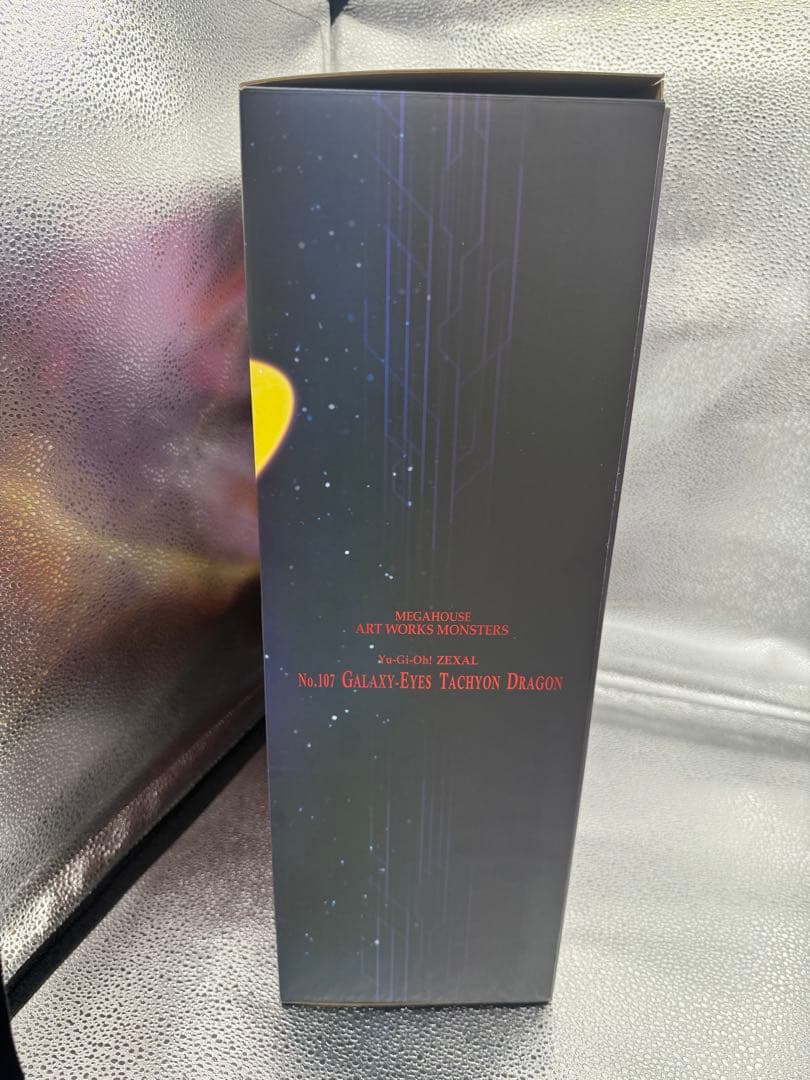 MEGAHOUSE
ART WORKS MONSTERS
Yu-Gi-Oh! ZEXAL
No.107 GALAXY-EYES TACHYON DRAGON